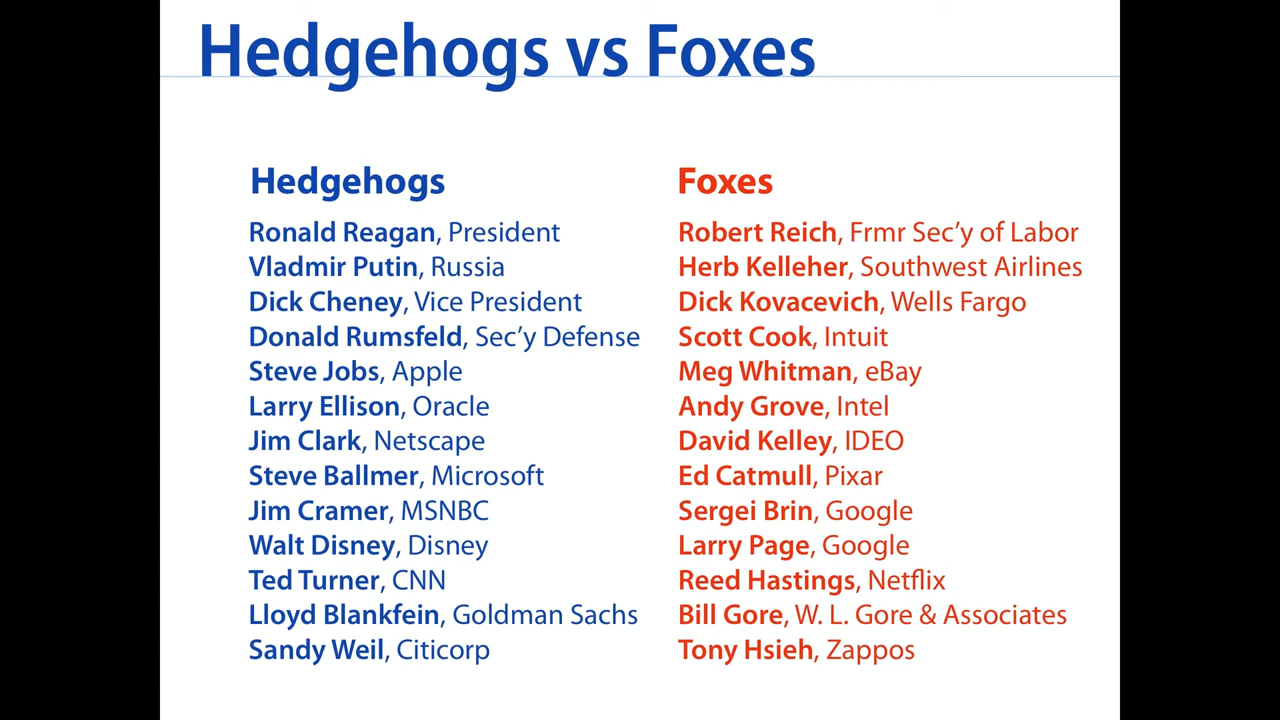 Hedgehogs vs Foxes
Hedgehogs
Ronald Reagan, President
Vladmir Putin, Russia
Dick Cheney, Vice President
Donald Rumsfeld, Sec’y Defense
Steve Jobs, Apple
Larry Ellison, Oracle
Jim Clark, Netscape
Steve Ballmer, Microsoft
Jim Cramer, MSNBC
Walt Disney, Disney
Ted Turner, CNN
Lloyd Blankfein, Goldman Sachs
Sandy Weil, Citicorp
Foxes
Robert Reich, Frmr Sec’y of Labor
Herb Kelleher, Southwest Airlines
Dick Kovacevich, Wells Fargo
Scott Cook, Intuit
Meg Whitman, eBay
Andy Grove, Intel
David Kelley, IDEO
Ed Catmull, Pixar
Sergei Brin, Google
Larry Page, Google
Reed Hastings, Netflix
Bill Gore, W. L. Gore & Associates
Tony Hsieh, Zappos